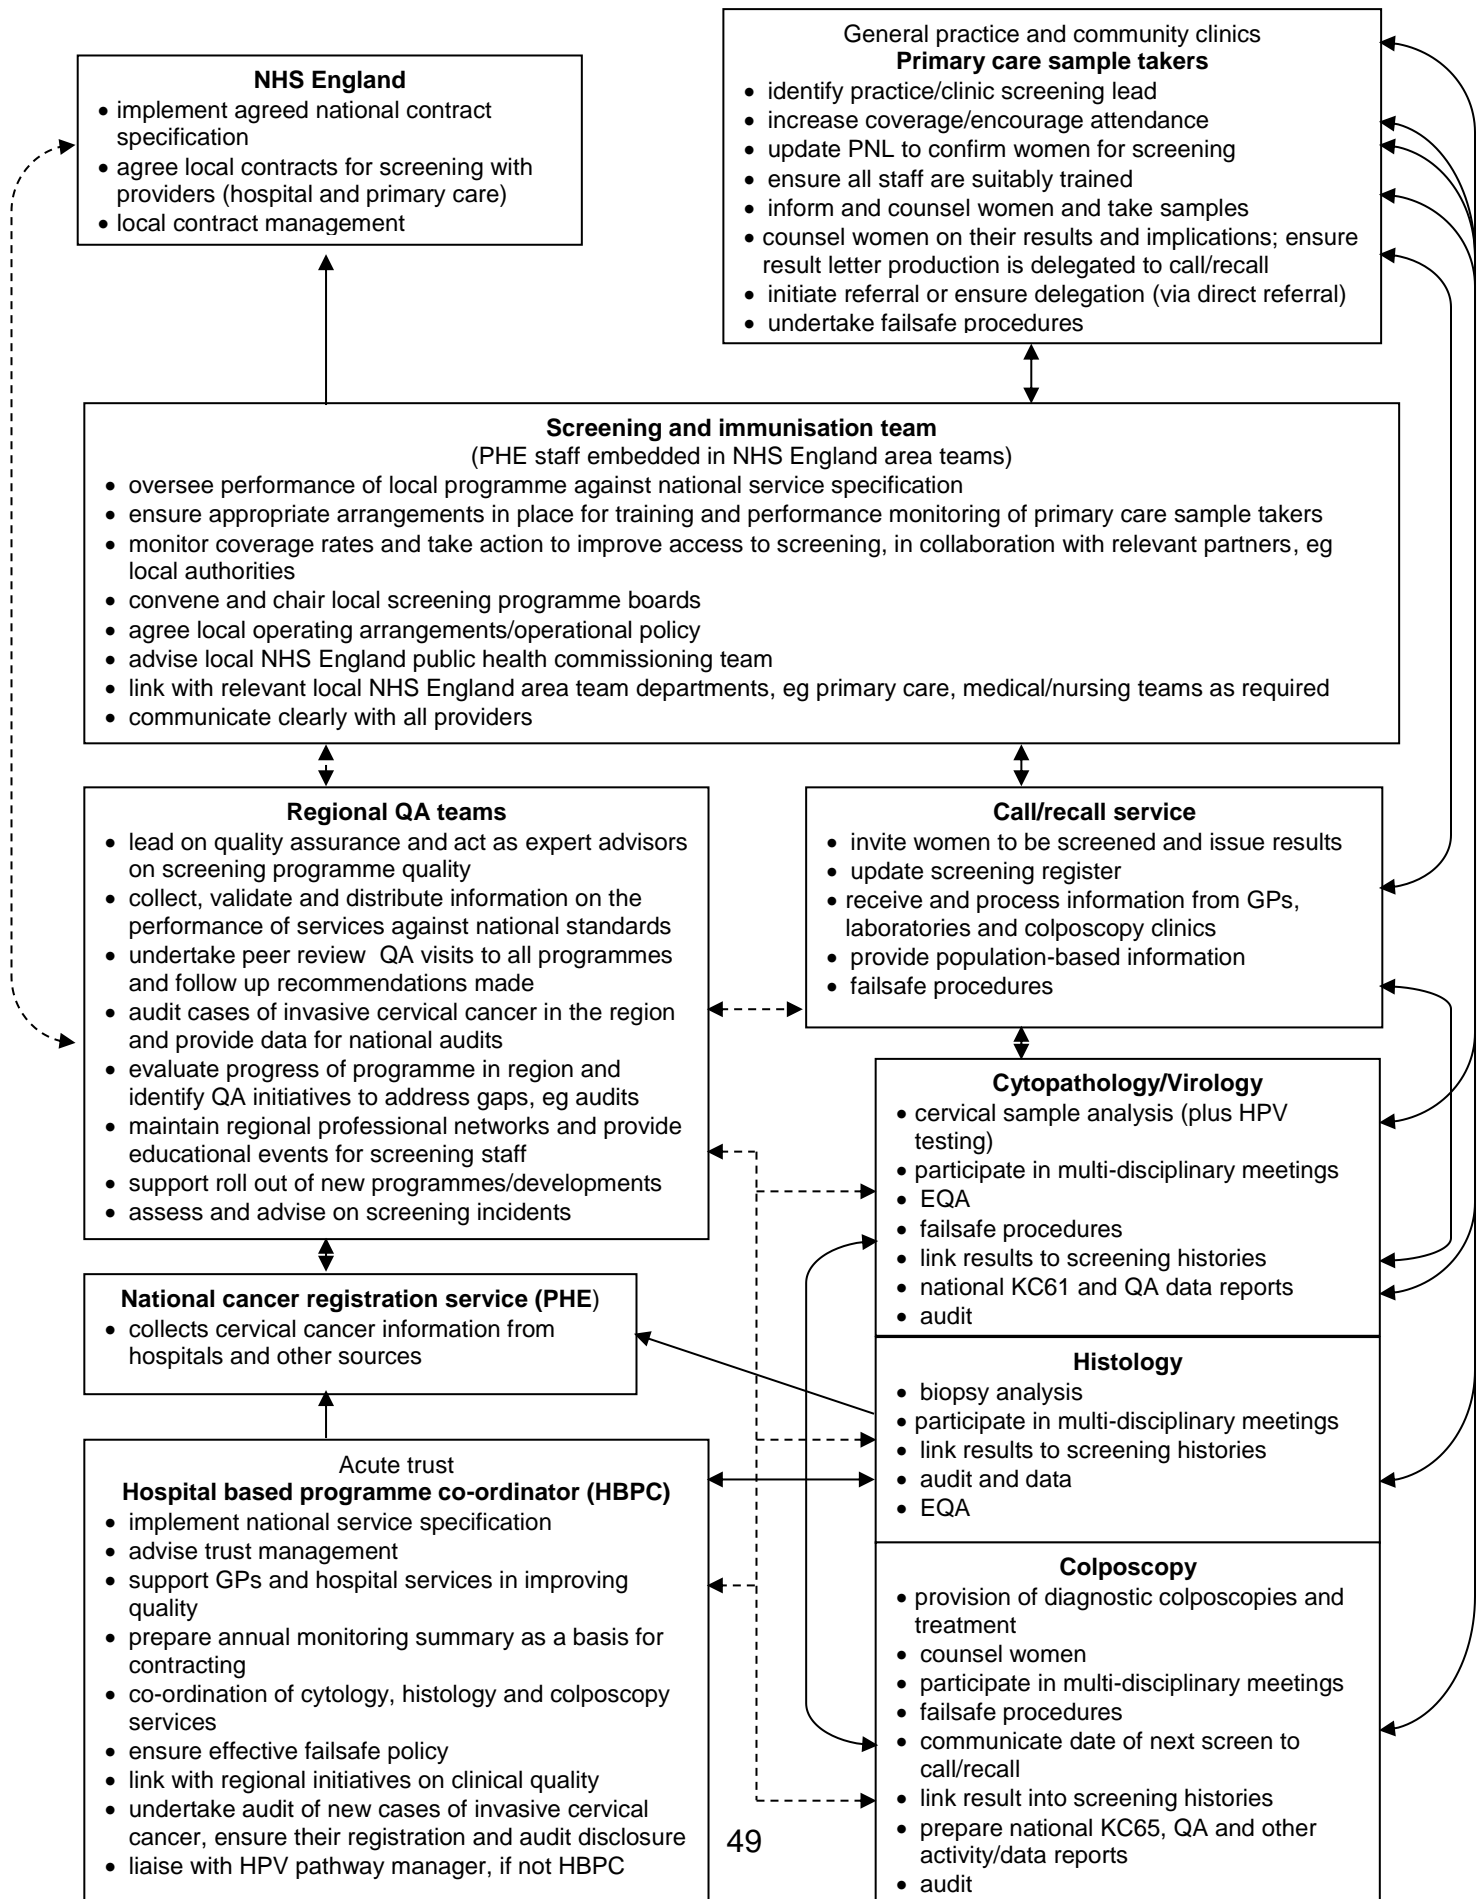 General practice and community clinics
Primary care sample takers
• identify practice/clinic screening lead
• increase coverage/encourage attendance
• update PNL to confirm women for screening
• ensure all staff are suitably trained
• inform and counsel women and take samples
• counsel women on their results and implications; ensure
result letter production is delegated to call/recall
• initiate referral or ensure delegation (via direct referral)
• undertake failsafe procedures
NHS England
• implement agreed national contract
specification
• agree local contracts for screening with
providers (hospital and primary care)
• local contract management
Screening and immunisation team
(PHE staff embedded in NHS England area teams)
• oversee performance of local programme against national service specification
• ensure appropriate arrangements in place for training and performance monitoring of primary care sample takers
• monitor coverage rates and take action to improve access to screening, in collaboration with relevant partners, eg
local authorities
• convene and chair local screening programme boards
• agree local operating arrangements/operational policy
• advise local NHS England public health commissioning team
• link with relevant local NHS England area team departments, eg primary care, medical/nursing teams as required
• communicate clearly with all providers
Regional QA teams
• lead on quality assurance and act as expert advisors
on screening programme quality
• collect, validate and distribute information on the
performance of services against national standards
• undertake peer review  QA visits to all programmes
and follow up recommendations made
• audit cases of invasive cervical cancer in the region
and provide data for national audits
• evaluate progress of programme in region and
identify QA initiatives to address gaps, eg audits
• maintain regional professional networks and provide
educational events for screening staff
• support roll out of new programmes/developments
• assess and advise on screening incidents
Call/recall service
• invite women to be screened and issue results
• update screening register
• receive and process information from GPs,
laboratories and colposcopy clinics
• provide population-based information
• failsafe procedures
Cytopathology/Virology
• cervical sample analysis (plus HPV
testing)
• participate in multi-disciplinary meetings
• EQA
• failsafe procedures
• link results to screening histories
• national KC61 and QA data reports
• audit
National cancer registration service (PHE)
• collects cervical cancer information from
hospitals and other sources
Histology
• biopsy analysis
• participate in multi-disciplinary meetings
• link results to screening histories
• audit and data
• EQA
Acute trust
Hospital based programme co-ordinator (HBPC)
• implement national service specification
• advise trust management
• support GPs and hospital services in improving
quality
• prepare annual monitoring summary as a basis for
contracting
• co-ordination of cytology, histology and colposcopy
services
• ensure effective failsafe policy
• link with regional initiatives on clinical quality
• undertake audit of new cases of invasive cervical
cancer, ensure their registration and audit disclosure
• liaise with HPV pathway manager, if not HBPC
Colposcopy
• provision of diagnostic colposcopies and
treatment
• counsel women
• participate in multi-disciplinary meetings
• failsafe procedures
• communicate date of next screen to
call/recall
• link result into screening histories
• prepare national KC65, QA and other
activity/data reports
• audit
49